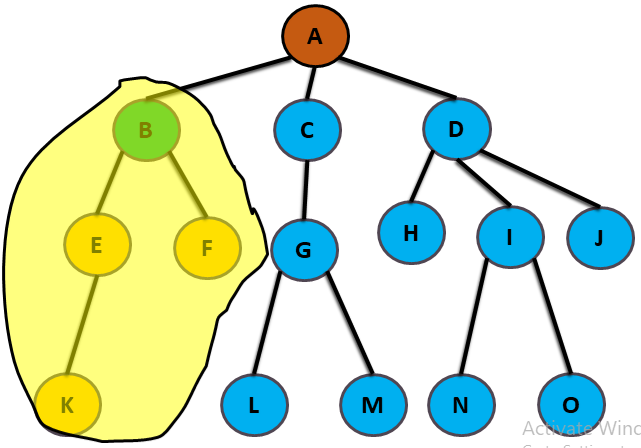 A
B C D
E F G H I J
K L M N O
Activate Winc